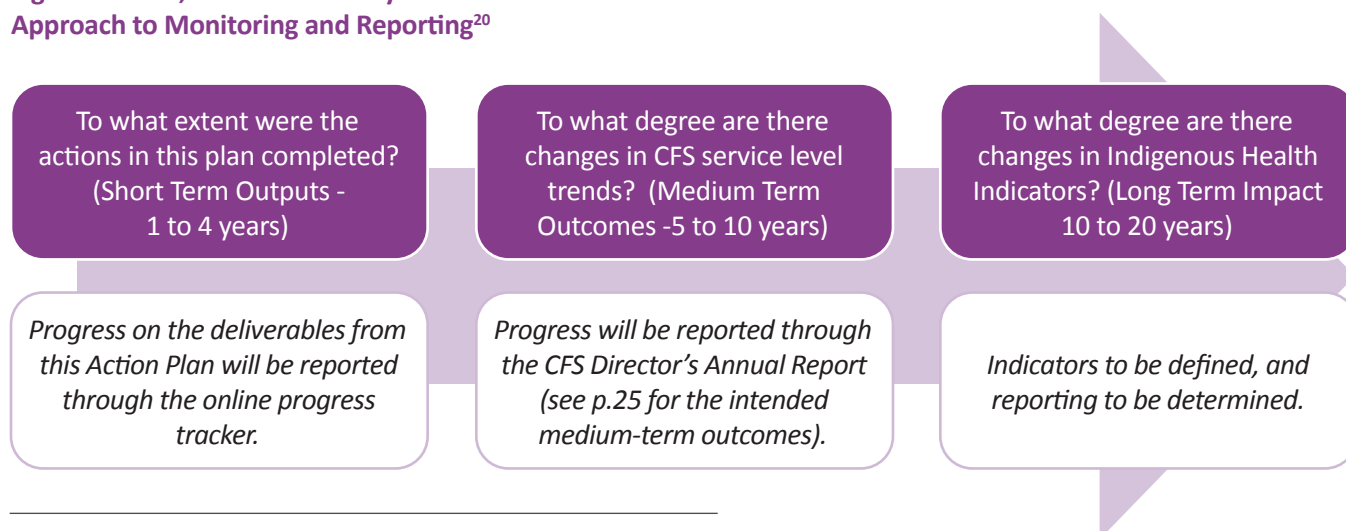 Approach to Monitoring and Reporting20
To what extent were the
actions in this plan completed?
(Short Term Outputs -
1 to 4 years)
To what degree are there
changes in CFS service level
trends? (Medium Term
Outcomes -5 to 10 years)
To what degree are there
changes in Indigenous Health
Indicators? (Long Term Impact
10 to 20 years)
Progress on the deliverables from
this Action Plan will be reported
through the online progress
tracker.
Progress will be reported through
the CFS Director’s Annual Report
(see p.25 for the intended
medium-term outcomes).
Indicators to be defined, and
reporting to be determined.